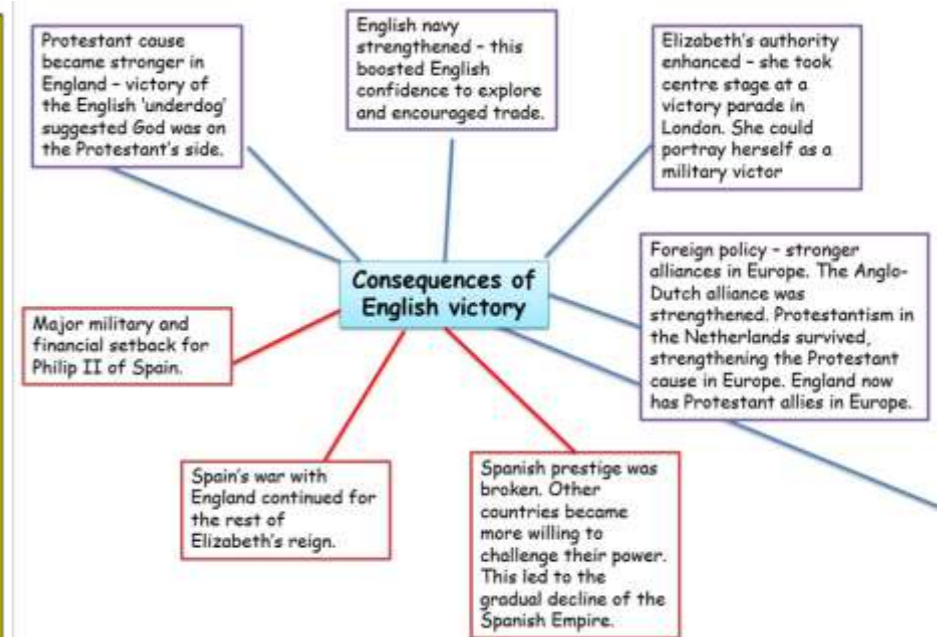 Protestant cause
became stronger in
England – victory of
the English ‘underdog’
suggested God was on
the Protestant’s side.
English navy
strengthened – this
boosted English
confidence to explore
and encouraged trade.
Elizabeth’s authority
enhanced – she took
centre stage at a
victory parade in
London. She could
portray herself as a
military victor
Consequences of
English victory
Foreign policy – stronger
alliances in Europe. The Anglo-
Dutch alliance was
strengthened. Protestantism in
the Netherlands survived,
strengthening the Protestant
cause in Europe. England now
has Protestant allies in Europe.
Major military and
financial setback for
Philip II of Spain.
Spain’s war with
England continued for
the rest of
Elizabeth’s reign.
Spanish prestige was
broken. Other
countries became
more willing to
challenge their power.
This led to the
gradual decline of the
Spanish Empire.